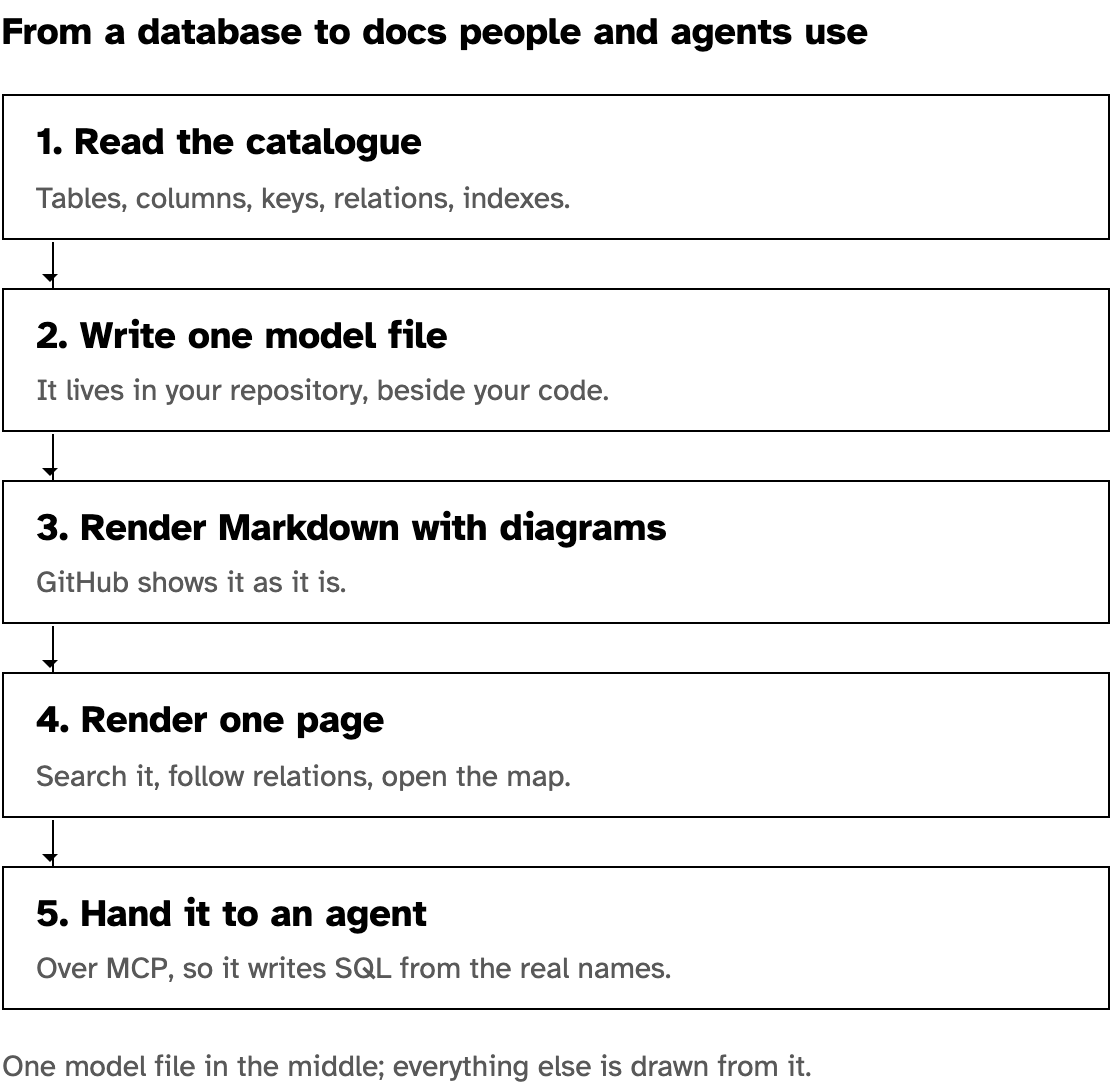 From a database to docs people and agents use
1. Read the catalogue
Tables, columns, keys, relations, indexes.
2. Write one model file
It lives in your repository, beside your code.
3. Render Markdown with diagrams
GitHub shows it as it is.
4. Render one page
Search it, follow relations, open the map.
5. Hand it to an agent
Over MCP, so it writes SQL from the real names.
One model file in the middle; everything else is drawn from it.